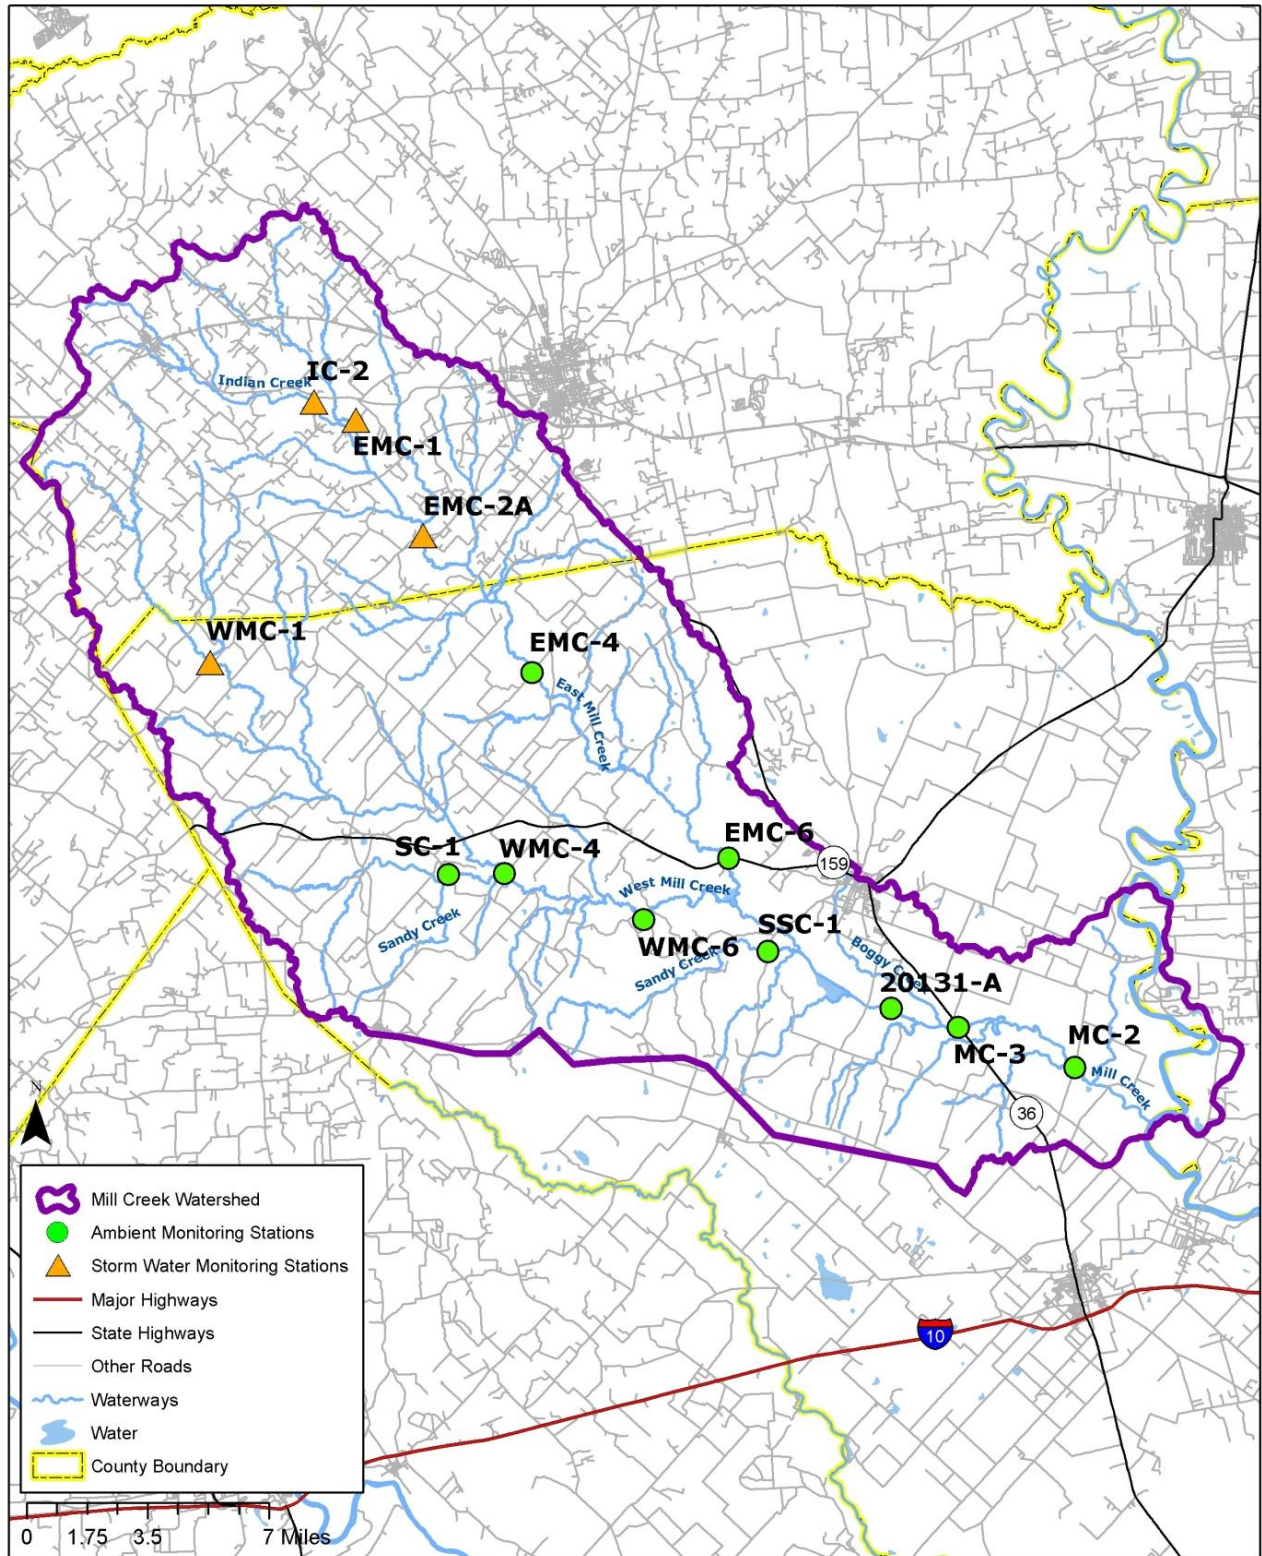 IC-2
Indian Creek
EMC-1
EMC-2A
WMC-1
EMC-4
East Mill Creek
EMC-6
159
SC-1
WMC-4
West Mill Creek
SSC-1
Sandy Creek
WMC-6
Sandy Creek
Boggy Creek
20131-A
MC-3
MC-2
Mill Creek
36
N
Mill Creek Watershed
Ambient Monitoring Stations
Storm Water Monitoring Stations
Major Highways
State Highways
Other Roads
Waterways
Water
County Boundary
10
0 1.75 3.5 7 Miles